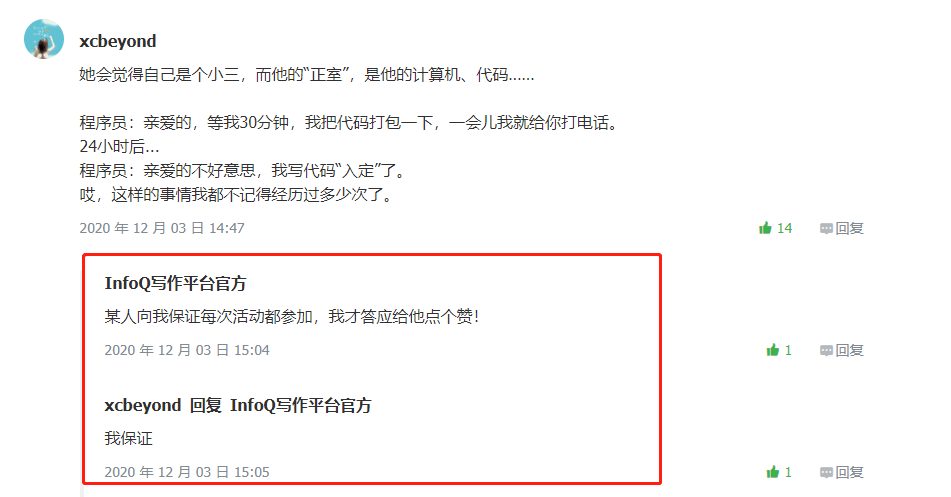 xcbeyond
她会觉得自己是个小三，而他的“正室”，是他的计算机、代码......
程序员：亲爱的，等我30分钟，我把代码打包一下，一会儿我就给你打电话。
24小时后...
程序员：亲爱的不好意思，我写代码“入定”了。
哎，这样的事情我都不记得经历过多少次了。
2020 年 12 月 03 日 14:47 14 回复
InfoQ写作平台官方
某人向我保证每次活动都参加，我才答应给他点个赞！
2020 年 12 月 03 日 15:04 1 回复
xcbeyond 回复 InfoQ写作平台官方
我保证
2020 年 12 月 03 日 15:05 1 回复